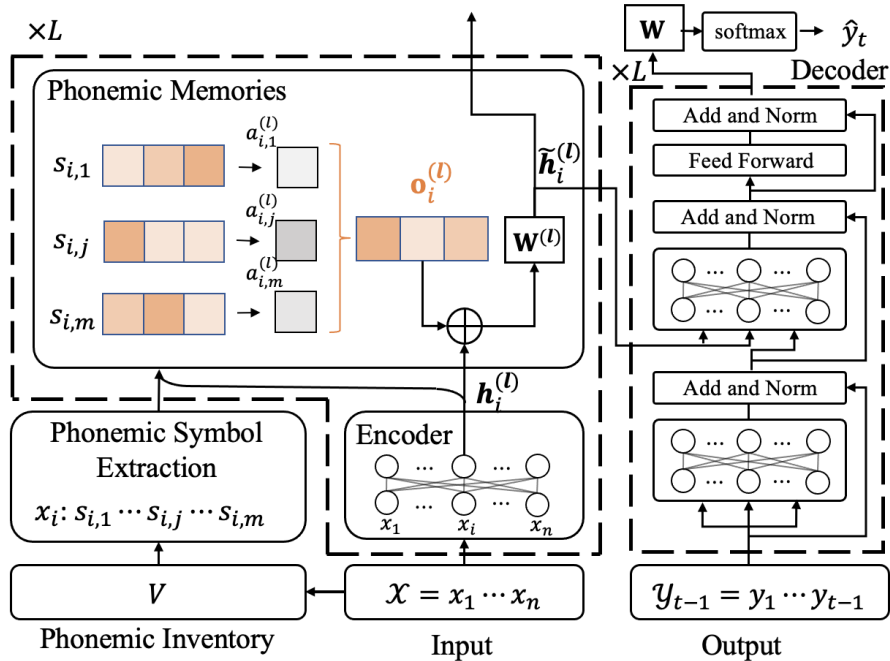 ×L
Phonemic Memories
s_{i,1}
a_{i,1}^{(l)}
s_{i,j}
a_{i,j}^{(l)}
s_{i,m}
a_{i,m}^{(l)}
𝐨_i^{(l)}
𝐖^{(l)}
h̃_i^{(l)}
h_i^{(l)}
Phonemic Symbol
Extraction
x_i: s_{i,1} ⋯ s_{i,j} ⋯ s_{i,m}
Encoder
... ...
... ...
x_1 x_i x_n
V
Phonemic Inventory
𝒳 = x_1 ⋯ x_n
Input
𝐖
softmax
ŷ_t
×L
Decoder
Add and Norm
Feed Forward
Add and Norm
... ...
... ...
Add and Norm
... ...
... ...
𝒴_{t−1} = y_1 ⋯ y_{t−1}
Output